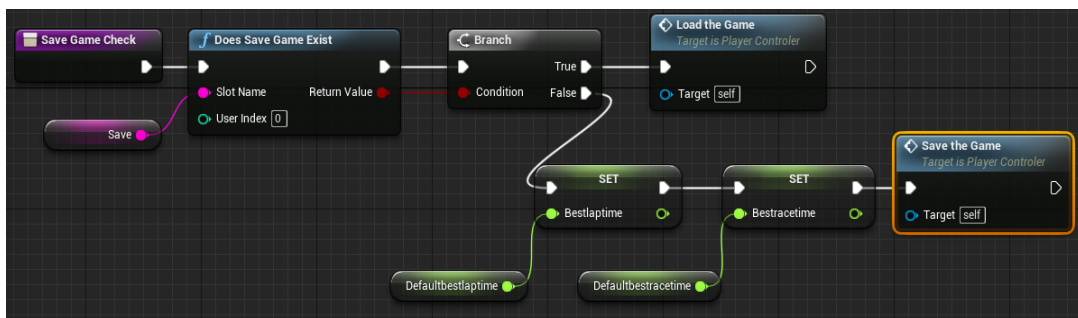 Save Game Check
Does Save Game Exist
Slot Name
Return Value
User Index 0
Save
Branch
True
Condition
False
Load the Game
Target is Player Controler
Target self
SET
Bestlaptime
Defaultbestlaptime
SET
Bestracetime
Defaultbestracetime
Save the Game
Target is Player Controler
Target self